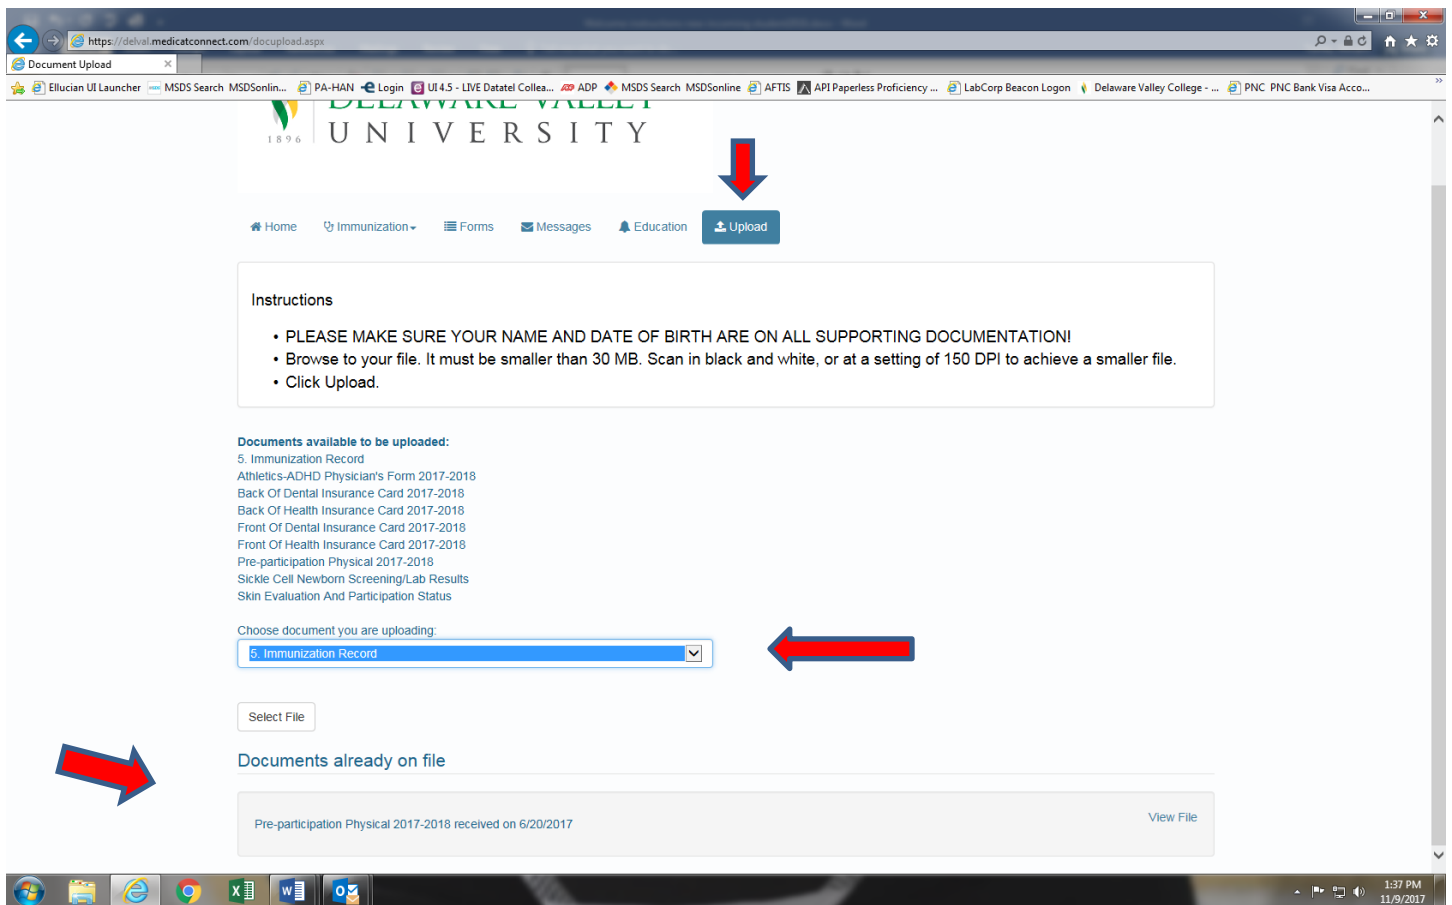 https://delval.medicatconnect.com/docupload.aspx
Document Upload
Ellucian UI Launcher MSDS Search MSDSonlin... PA-HAN Login UI 4.5 - LIVE Datatel Collea... ADP MSDS Search MSDSonline AFTIS API Paperless Proficiency ... LabCorp Beacon Logon Delaware Valley College - ... PNC PNC Bank Visa Acco...
DELAWARE VALLEY
1896 UNIVERSITY
Home Immunization Forms Messages Education Upload
Instructions
• PLEASE MAKE SURE YOUR NAME AND DATE OF BIRTH ARE ON ALL SUPPORTING DOCUMENTATION!
• Browse to your file. It must be smaller than 30 MB. Scan in black and white, or at a setting of 150 DPI to achieve a smaller file.
• Click Upload.
Documents available to be uploaded:
5. Immunization Record
Athletics-ADHD Physician's Form 2017-2018
Back Of Dental Insurance Card 2017-2018
Back Of Health Insurance Card 2017-2018
Front Of Dental Insurance Card 2017-2018
Front Of Health Insurance Card 2017-2018
Pre-participation Physical 2017-2018
Sickle Cell Newborn Screening/Lab Results
Skin Evaluation And Participation Status
Choose document you are uploading:
5. Immunization Record
Select File
Documents already on file
Pre-participation Physical 2017-2018 received on 6/20/2017
View File
1:37 PM
11/9/2017